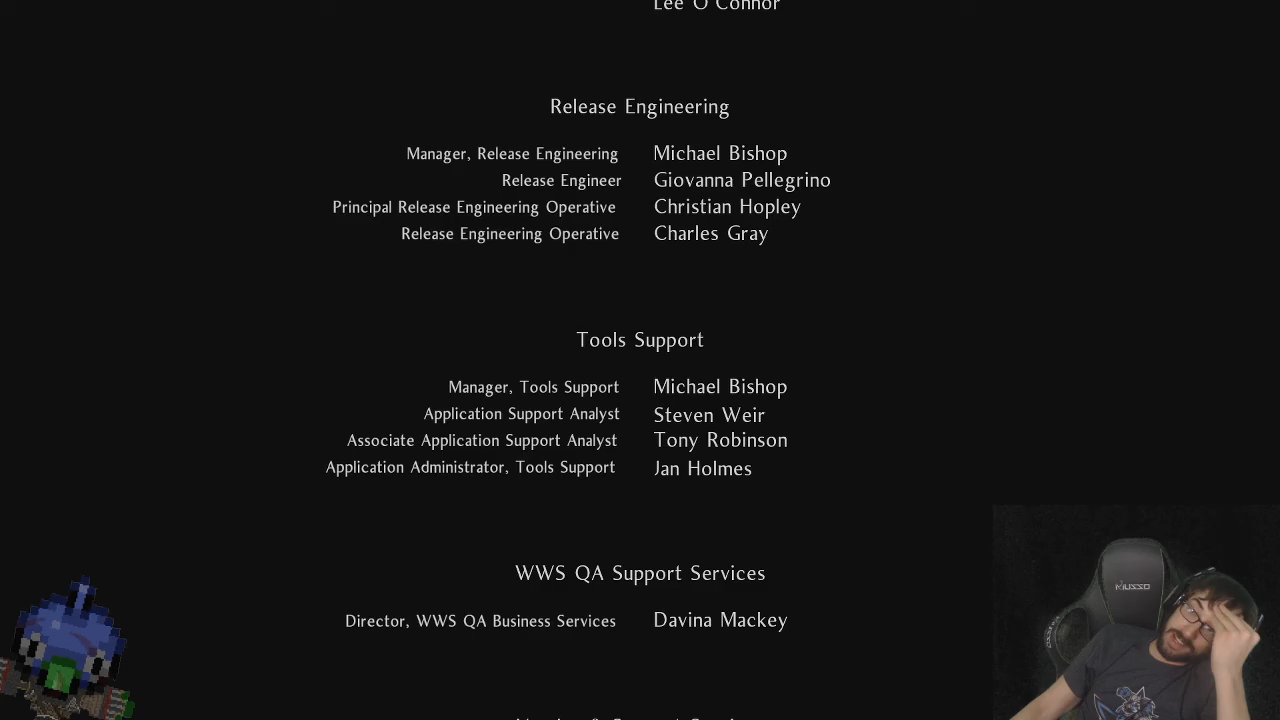 Lee O'Connor
Release Engineering
Manager, Release Engineering Michael Bishop
Release Engineer Giovanna Pellegrino
Principal Release Engineering Operative Christian Hopley
Release Engineering Operative Charles Gray
Tools Support
Manager, Tools Support Michael Bishop
Application Support Analyst Steven Weir
Associate Application Support Analyst Tony Robinson
Application Administrator, Tools Support Jan Holmes
WWS QA Support Services
Director, WWS QA Business Services Davina Mackey
MUSSO